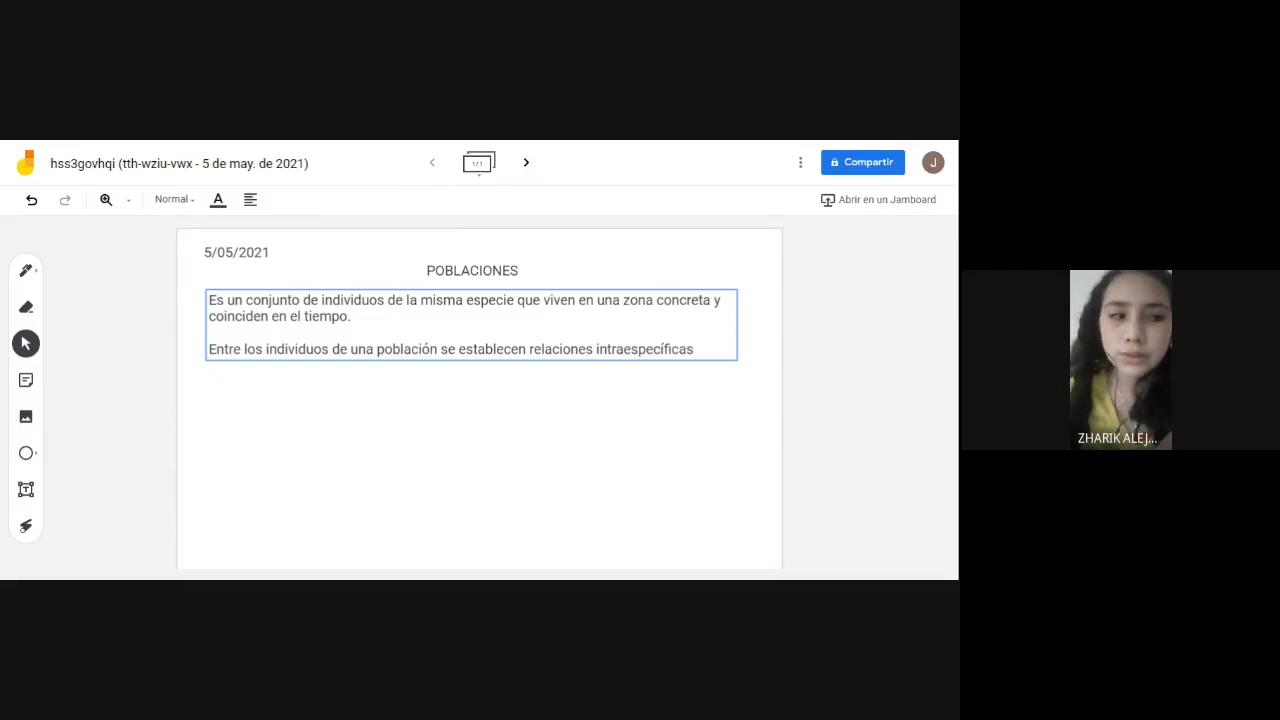 hss3govhqi (tth-wziu-vwx - 5 de may. de 2021)
1/1
Compartir
J
Normal
A
Abrir en un Jamboard
5/05/2021
POBLACIONES
Es un conjunto de individuos de la misma especie que viven en una zona concreta y
coinciden en el tiempo.
Entre los individuos de una población se establecen relaciones intraespecíficas
ZHARIK ALEJ...